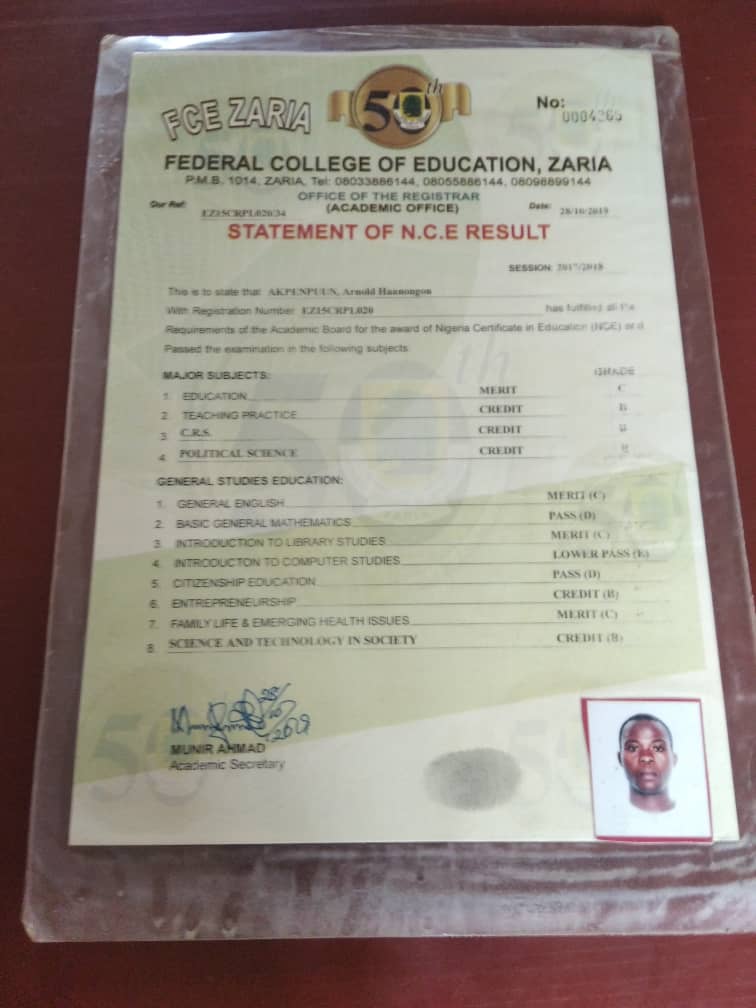 FCE ZARIA
50th
No:
FEDERAL COLLEGE OF EDUCATION, ZARIA
P.M.B. 1014, ZARIA, Tel: 08033886144, 08055886144, 08098899144
OFFICE OF THE REGISTRAR
(ACADEMIC OFFICE)
Our Ref: EZ15CRPL020/34
Date: 28/10/2019
STATEMENT OF N.C.E RESULT
SESSION: 2017/2018
This is to state that AKPENPUUN, Arnold
With Registration Number EZ15CRPL020 has fulfilled all the
Requirements of the Academic Board for the award of Nigeria Certificate in Education (NCE) and
Passed the examination in the following subjects
MAJOR SUBJECTS: GRADE
1. EDUCATION MERIT C
2. TEACHING PRACTICE CREDIT B
3. C.R.S. CREDIT B
4. POLITICAL SCIENCE CREDIT B
GENERAL STUDIES EDUCATION:
1. GENERAL ENGLISH MERIT (C)
2. BASIC GENERAL MATHEMATICS PASS (D)
3. INTRODUCTION TO LIBRARY STUDIES MERIT (C)
4. INTRODUCTON TO COMPUTER STUDIES LOWER PASS (E)
5. CITIZENSHIP EDUCATION PASS (D)
6. ENTREPRENEURSHIP CREDIT (B)
7. FAMILY LIFE & EMERGING HEALTH ISSUES MERIT (C)
8. SCIENCE AND TECHNOLOGY IN SOCIETY CREDIT (B)
MUNIR AHMAD
Academic Secretary